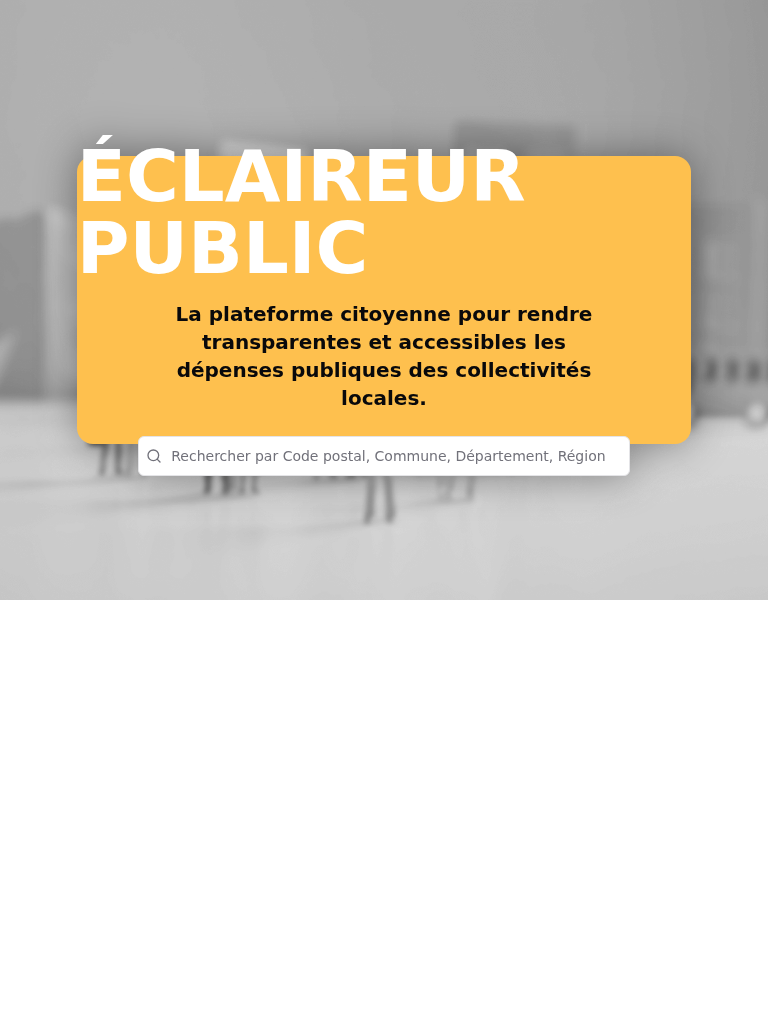 ÉCLAIREUR
PUBLIC
La plateforme citoyenne pour rendre
transparentes et accessibles les
dépenses publiques des collectivités
locales.
Rechercher par Code postal, Commune, Département, Région